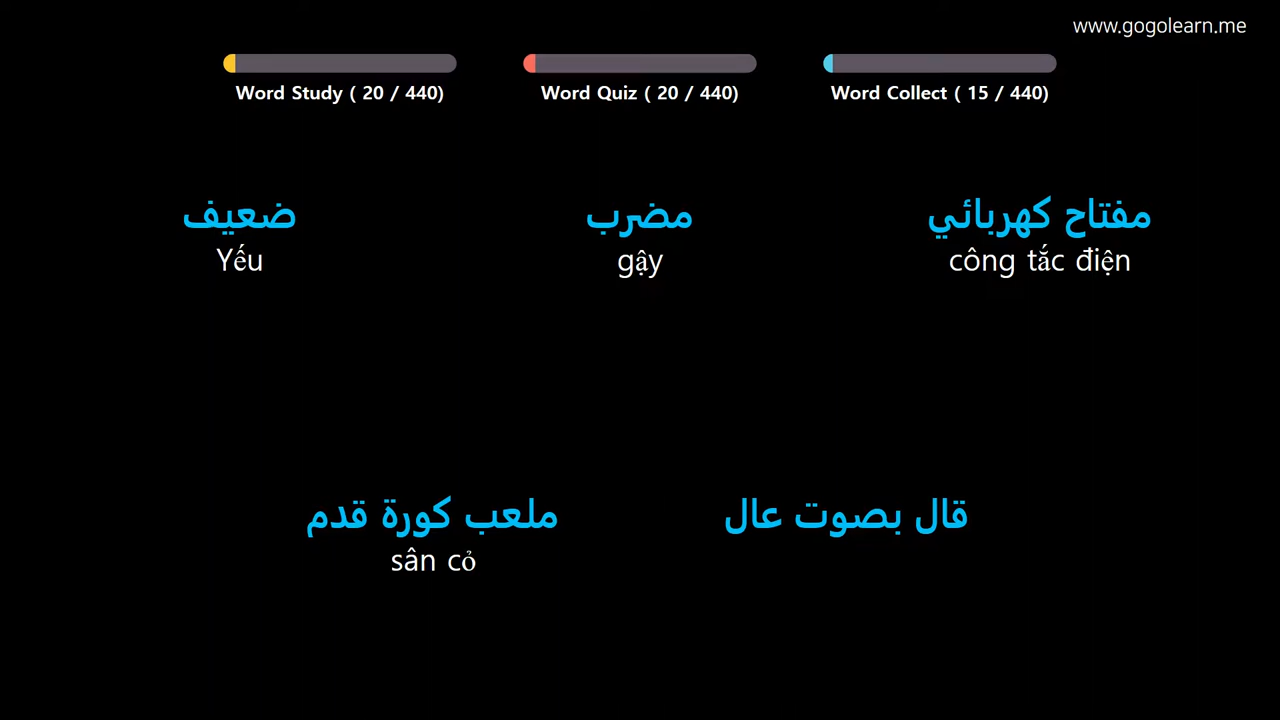 www.gogolearn.me
Word Study ( 20 / 440)
Word Quiz ( 20 / 440)
Word Collect ( 15 / 440)
ضعيف
Yếu
مضرب
gậy
مفتاح كهربائي
công tắc điện
ملعب كورة قدم
sân cỏ
قال بصوت عال